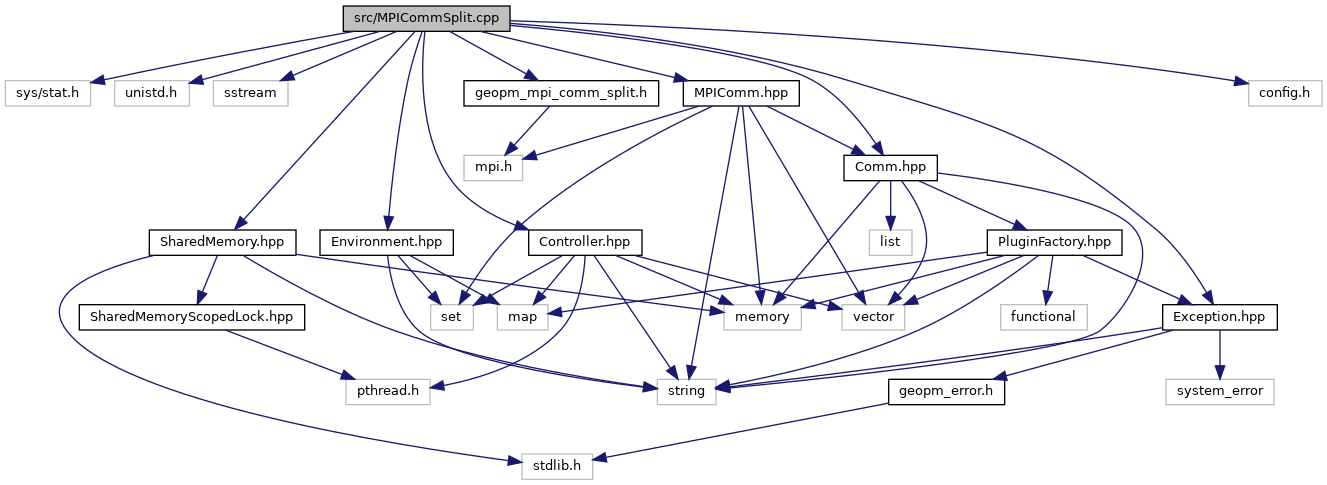 src/MPICommSplit.cpp
sys/stat.h
unistd.h
sstream
geopm_mpi_comm_split.h
MPIComm.hpp
config.h
mpi.h
Comm.hpp
SharedMemory.hpp
Environment.hpp
Controller.hpp
list
PluginFactory.hpp
SharedMemoryScopedLock.hpp
set
map
memory
vector
functional
Exception.hpp
pthread.h
string
geopm_error.h
system_error
stdlib.h